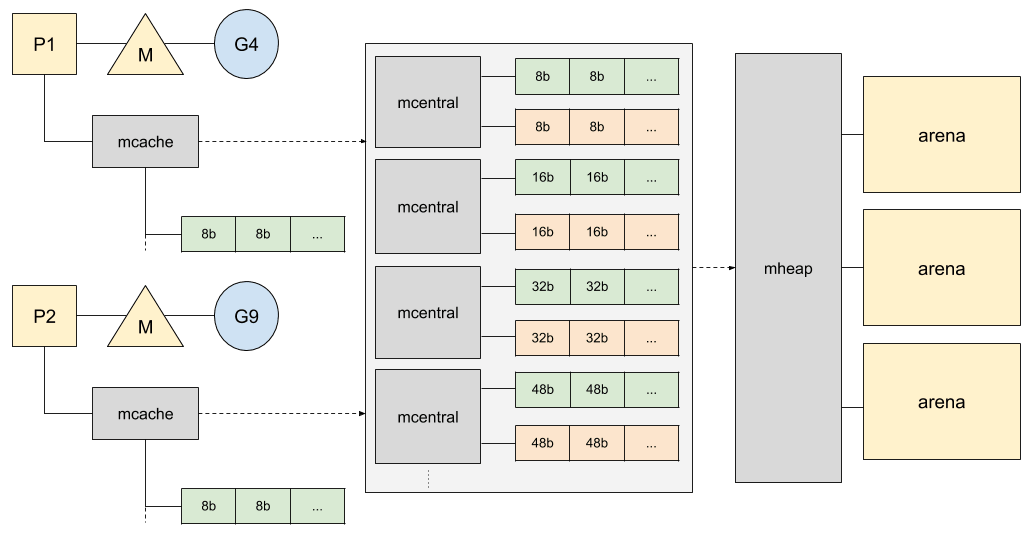 P1
M
G4
mcache
8b 8b ...
P2
M
G9
mcache
8b 8b ...
mcentral
8b 8b ...
8b 8b ...
mcentral
16b 16b ...
16b 16b ...
mcentral
32b 32b ...
32b 32b ...
mcentral
48b 48b ...
48b 48b ...
mheap
arena
arena
arena